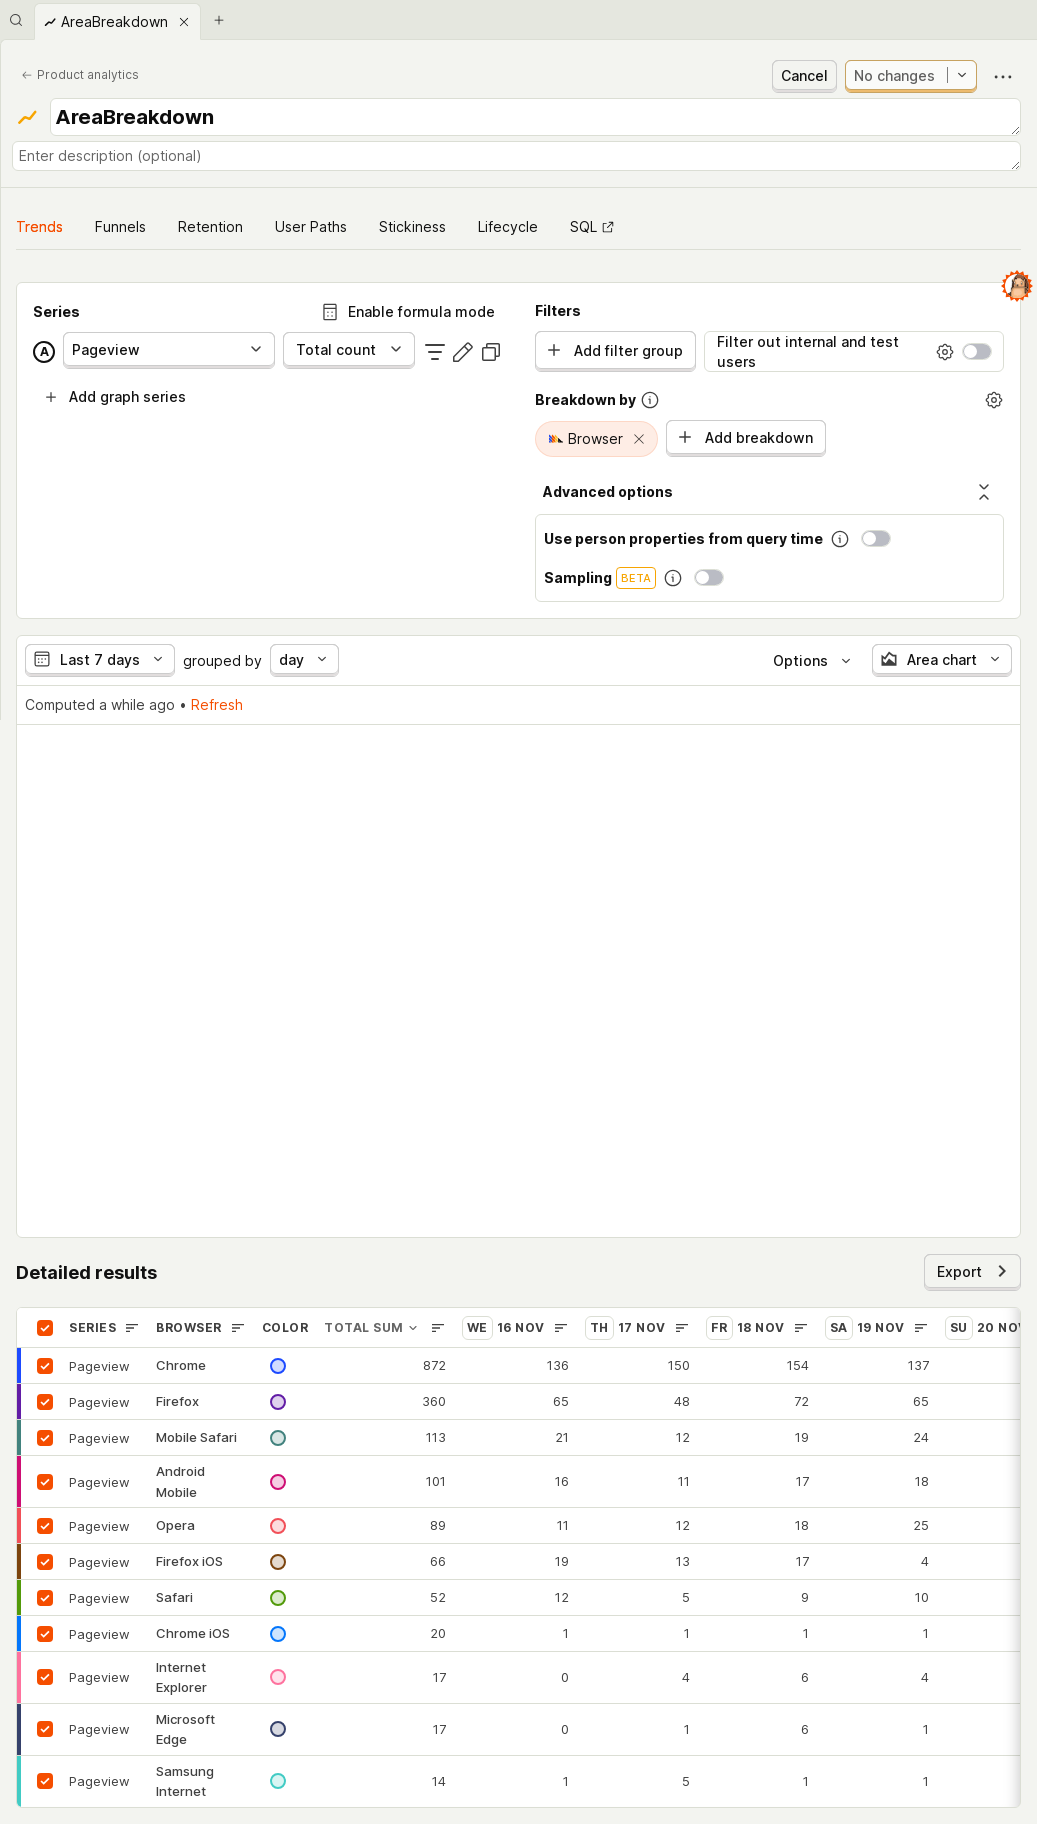 AreaBreakdown
Product analytics
Cancel
No changes
AreaBreakdown
Enter description (optional)
Trends
Funnels
Retention
User Paths
Stickiness
Lifecycle
SQL
Series
Enable formula mode
A
Pageview
Total count
Add graph series
Filters
Add filter group
Filter out internal and test
users
Breakdown by
Browser
Add breakdown
Advanced options
Use person properties from query time
Sampling BETA
Last 7 days
grouped by
day
Options
Area chart
Computed a while ago • Refresh
Detailed results
Export
SERIES BROWSER COLOR TOTAL SUM WE 16 NOV TH 17 NOV FR 18 NOV SA 19 NOV SU 20 NOV
Pageview Chrome 872 136 150 154 137
Pageview Firefox 360 65 48 72 65
Pageview Mobile Safari 113 21 12 19 24
Pageview Android Mobile 101 16 11 17 18
Pageview Opera 89 11 12 18 25
Pageview Firefox iOS 66 19 13 17 4
Pageview Safari 52 12 5 9 10
Pageview Chrome iOS 20 1 1 1 1
Pageview Internet Explorer 17 0 4 6 4
Pageview Microsoft Edge 17 0 1 6 1
Pageview Samsung Internet 14 1 5 1 1